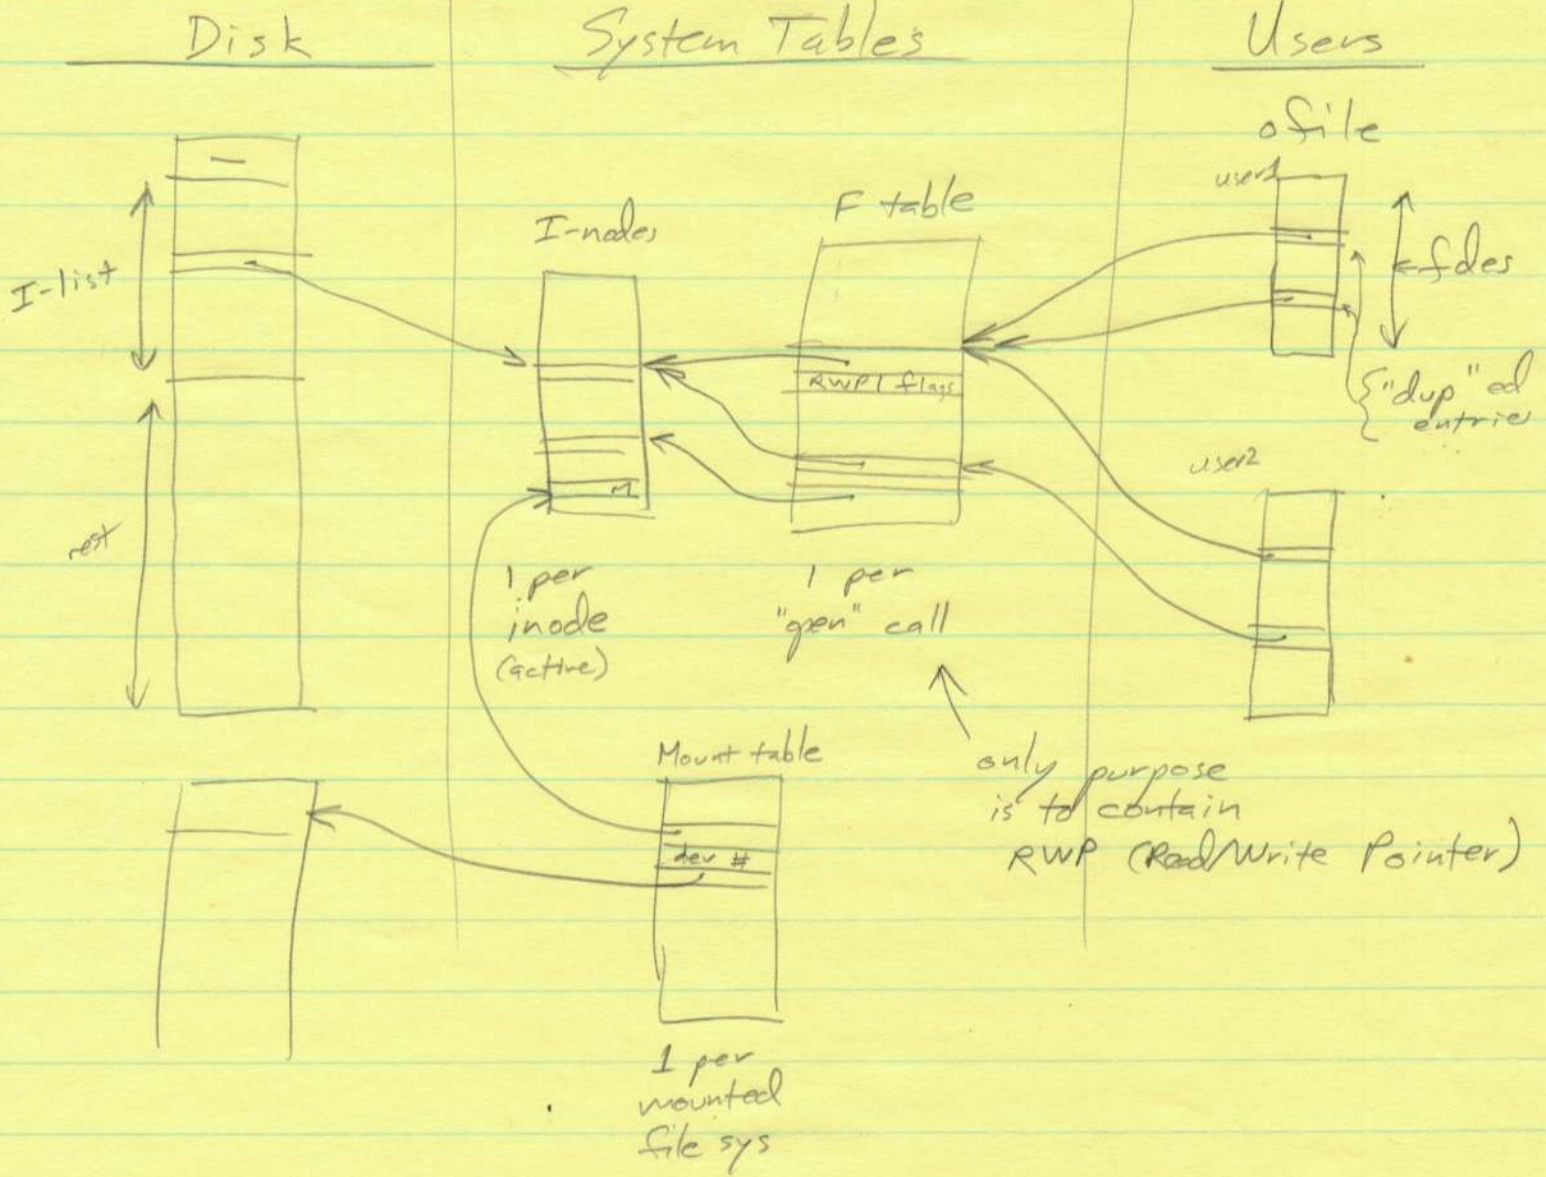 Disk
System Tables
Users
ofile
user1
F table
I-nodes
I-list
fdes
RWP | flags
{"dup"ed
entries
user2
M
rest
1 per
inode
(active)
1 per
"open" call
Mount table
only purpose
is to contain
RWP (Read/Write Pointer)
dev #
1 per
mounted
file sys